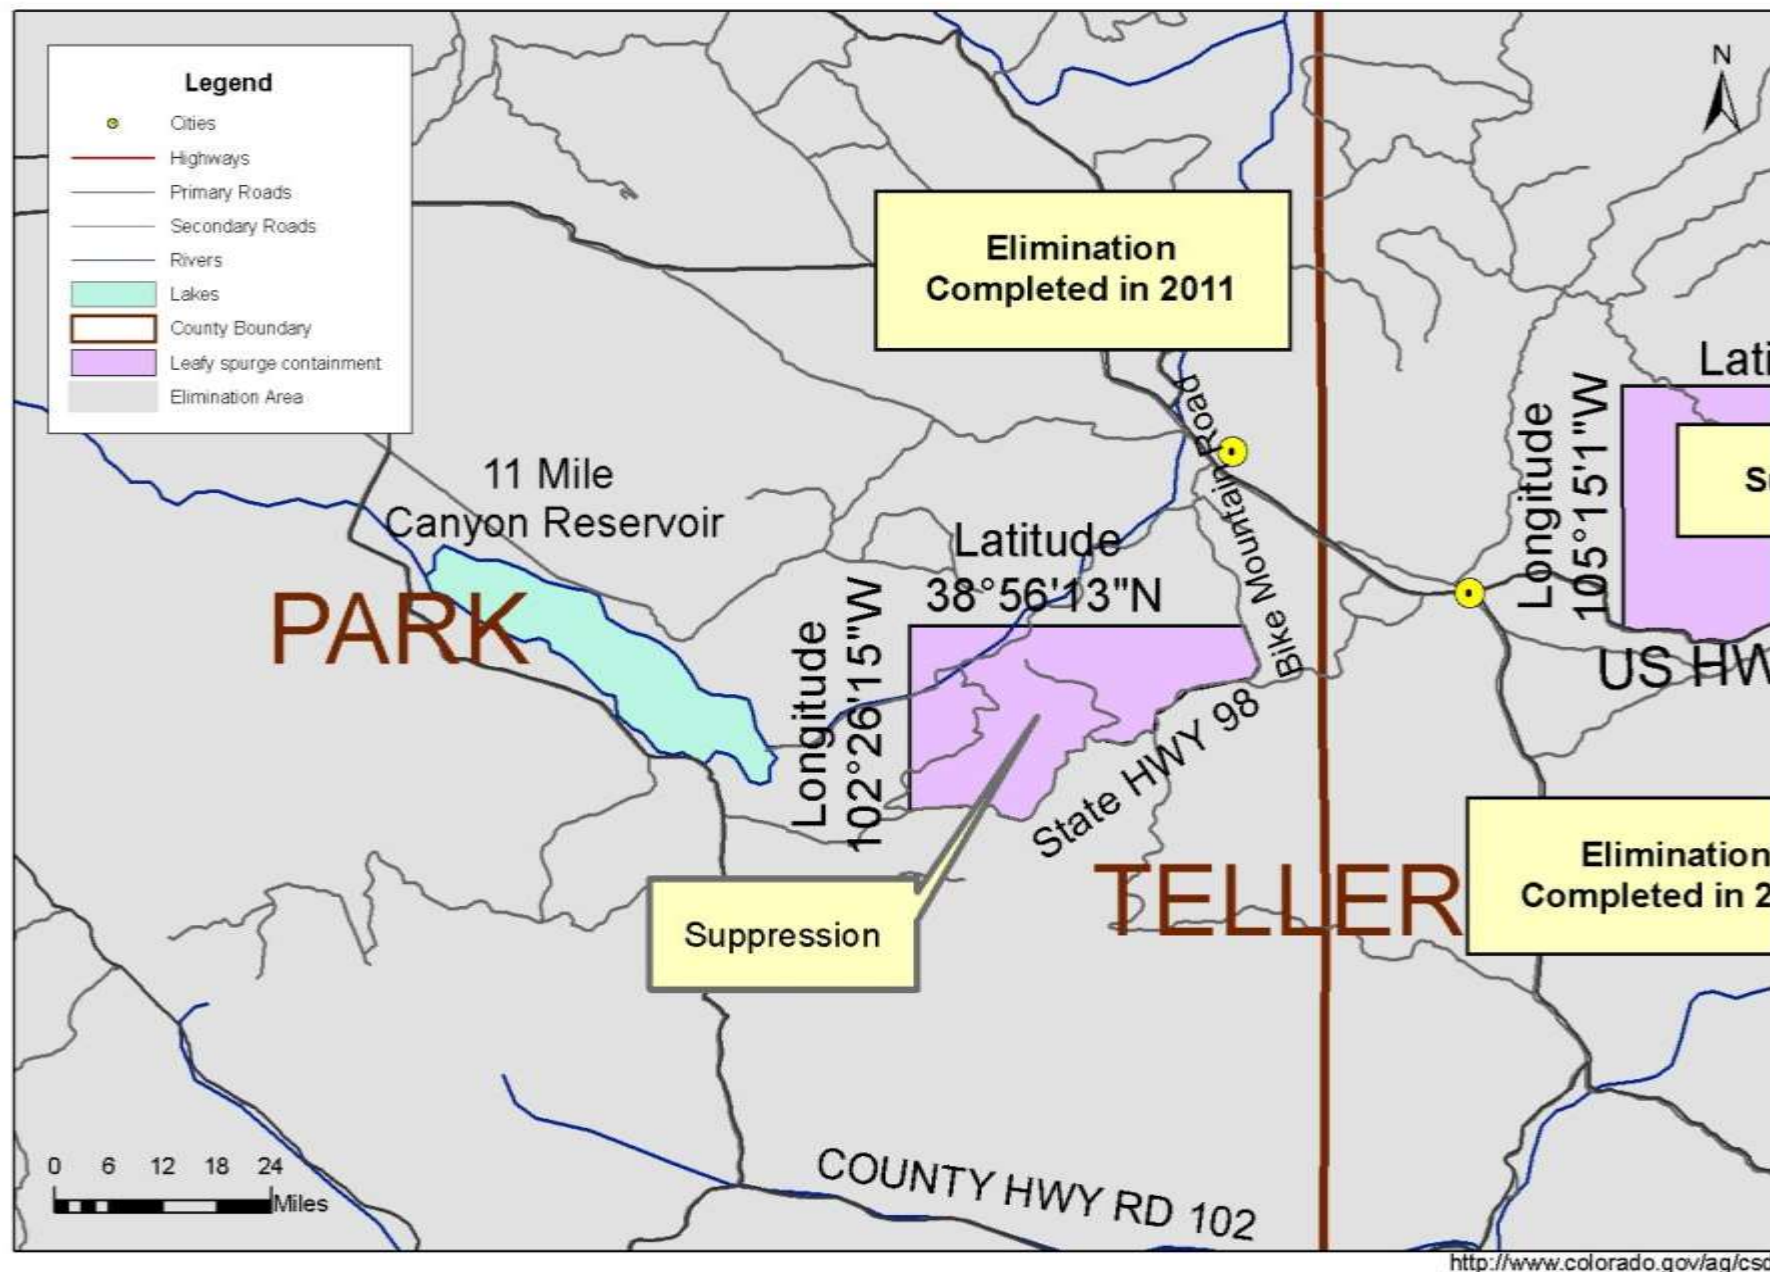 Legend
Cities
Highways
Primary Roads
Secondary Roads
Rivers
Lakes
County Boundary
Leafy spurge containment
Elimination Area
N
Elimination
Completed in 2011
11 Mile
Canyon Reservoir
PARK
Latitude
38°56'13"N
Longitude
102°26'15"W
Bike Mountain Road
State HWY 98
Suppression
TELLER
Lati
Longitude
105°15'1"W
Su
US HW
Elimination
Completed in 2
COUNTY HWY RD 102
0 6 12 18 24
Miles
http://www.colorado.gov/ag/csd